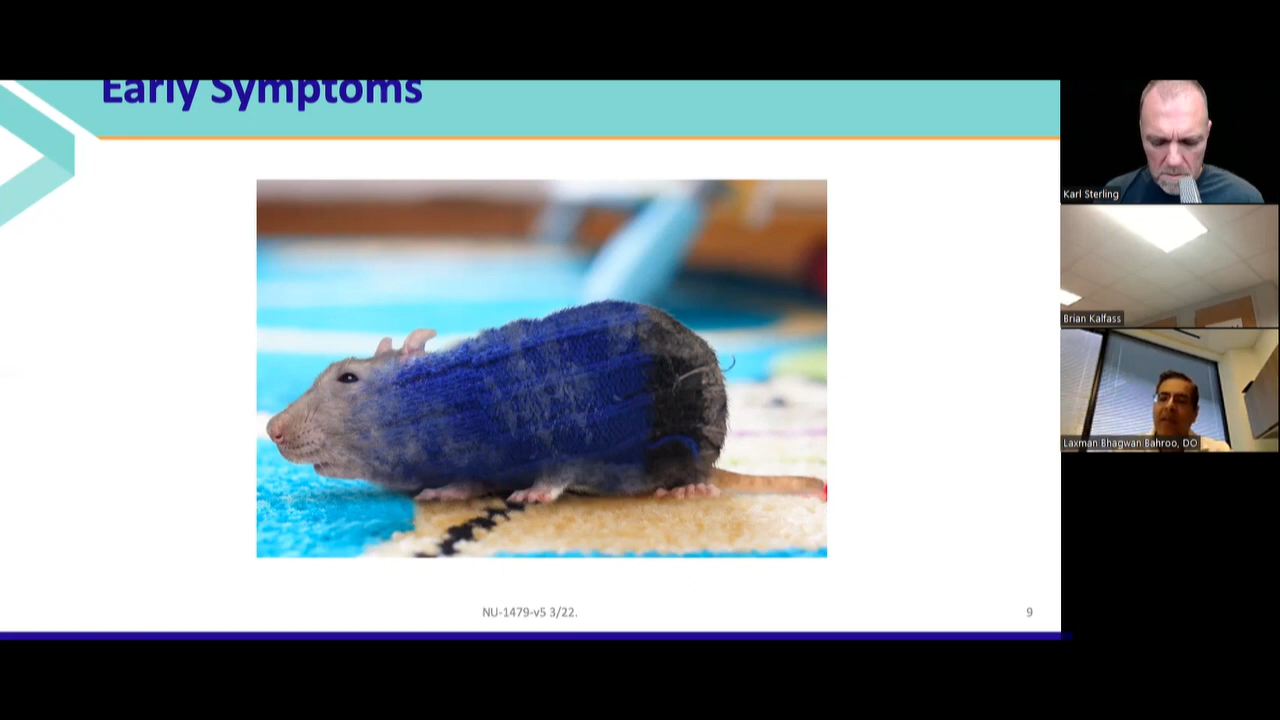 Early Symptoms
Karl Sterling
Brian Kalfass
Laxman Bhagwan Bahroo, DO
NU-1479-v5 3/22.
9